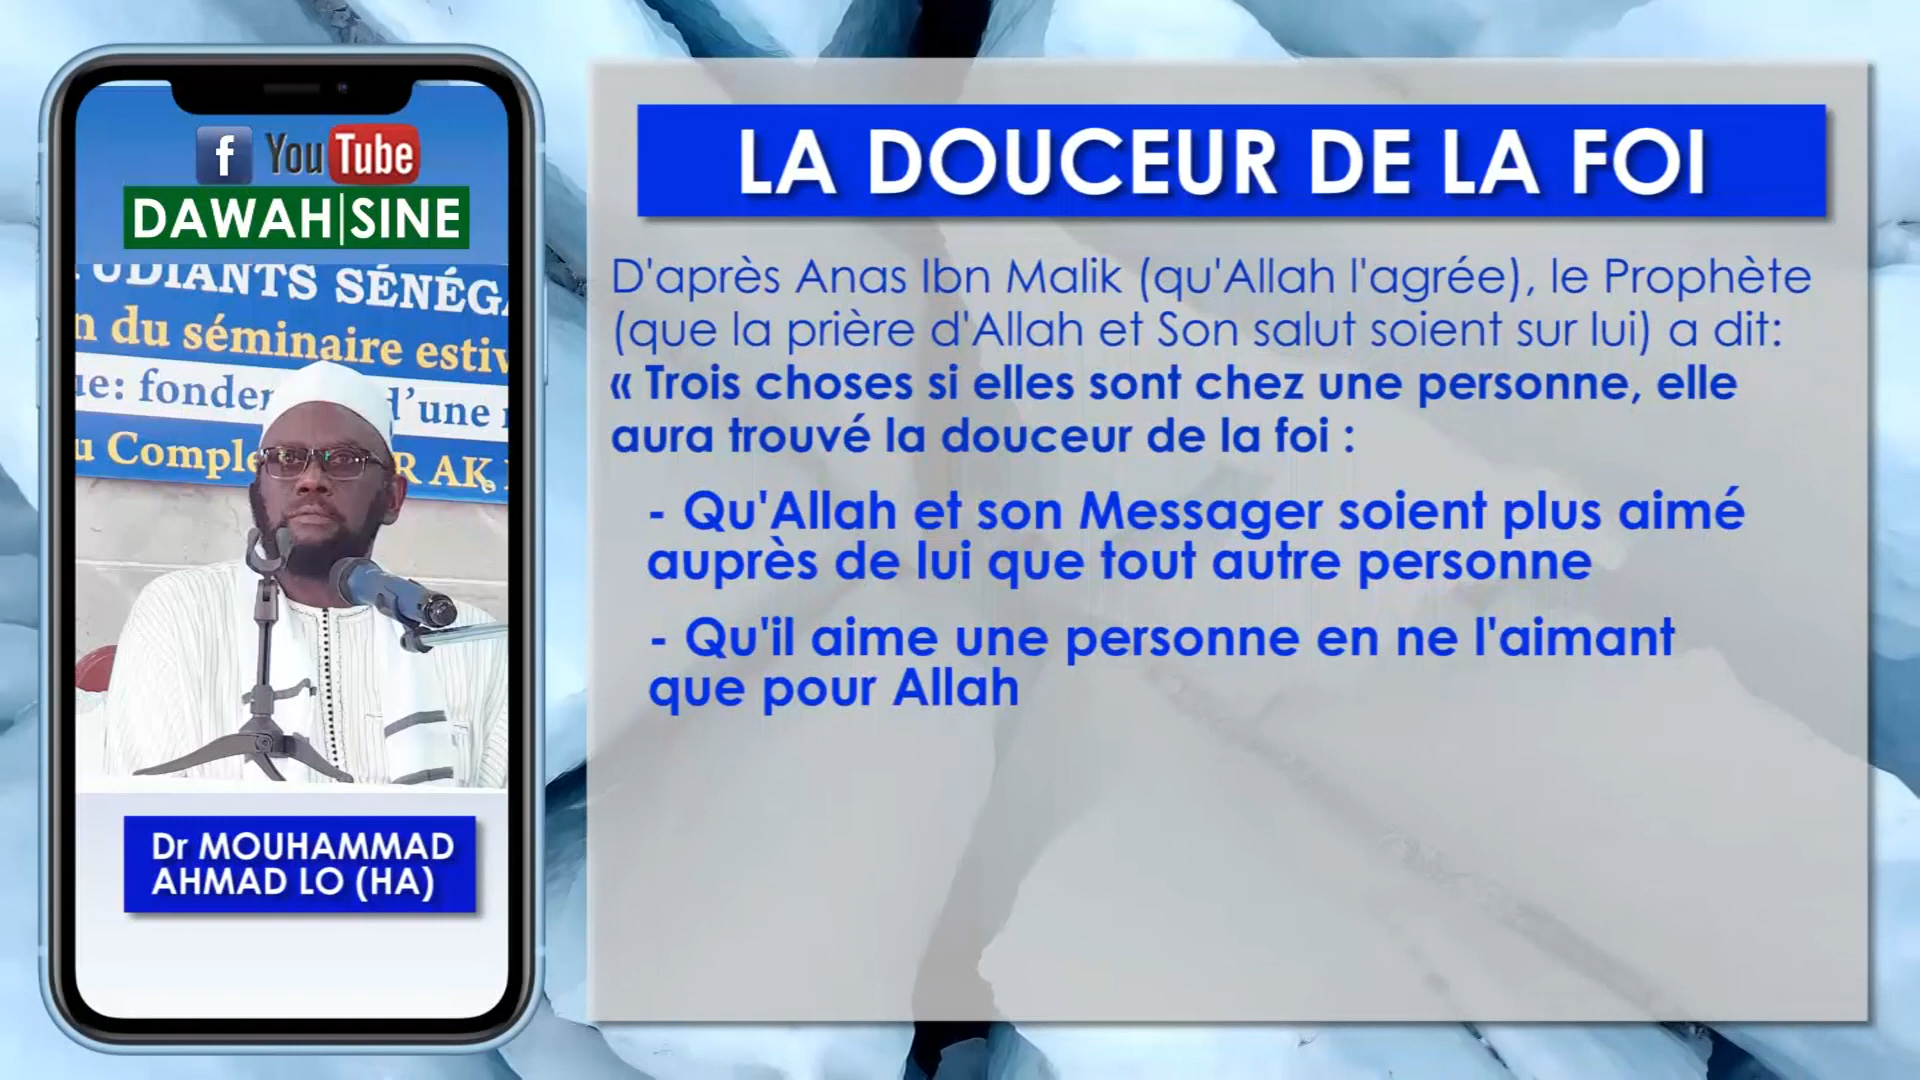 f YouTube
DAWAH|SINE
UDIANTS SÉNÉG
n du séminaire estiv
ue: fonde d'une
u Comple R AK
Dr MOUHAMMAD
AHMAD LO (HA)
LA DOUCEUR DE LA FOI
D'après Anas Ibn Malik (qu'Allah l'agrée), le Prophète
(que la prière d'Allah et Son salut soient sur lui) a dit:
« Trois choses si elles sont chez une personne, elle
aura trouvé la douceur de la foi :
- Qu'Allah et son Messager soient plus aimé
auprès de lui que tout autre personne
- Qu'il aime une personne en ne l'aimant
que pour Allah